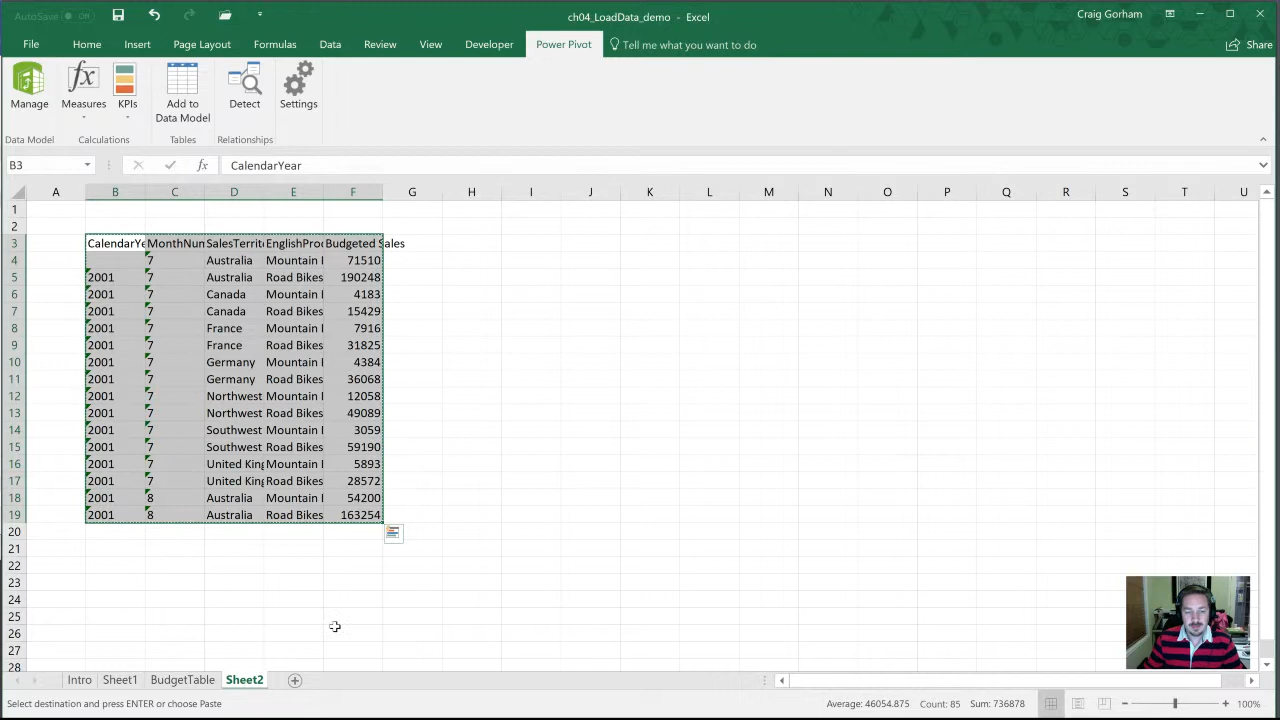 AutoSave Off ch04_LoadData_demo - Excel Craig Gorham
File Home Insert Page Layout Formulas Data Review View Developer Power Pivot Tell me what you want to do Share
Manage Measures KPIs Add to Data Model Detect Settings
Data Model Calculations Tables Relationships
B3 fx CalendarYear
A B C D E F G H I J K L M N O P Q R S T U
1
2
3 CalendarYe MonthNum SalesTerrito EnglishProd Budgeted Sales
4 7 Australia Mountain 71510
5 2001 7 Australia Road Bikes 190248
6 2001 7 Canada Mountain 4183
7 2001 7 Canada Road Bikes 15429
8 2001 7 France Mountain 7916
9 2001 7 France Road Bikes 31825
10 2001 7 Germany Mountain 4384
11 2001 7 Germany Road Bikes 36068
12 2001 7 Northwest Mountain 12058
13 2001 7 Northwest Road Bikes 49089
14 2001 7 Southwest Mountain 3059
15 2001 7 Southwest Road Bikes 59190
16 2001 7 United King Mountain 5893
17 2001 7 United King Road Bikes 28572
18 2001 8 Australia Mountain 54200
19 2001 8 Australia Road Bikes 163254
20
21
22
23
24
25
26
27
28
Intro Sheet1 BudgetTable Sheet2
Select destination and press ENTER or choose Paste Average: 46054.875 Count: 85 Sum: 736878 100%